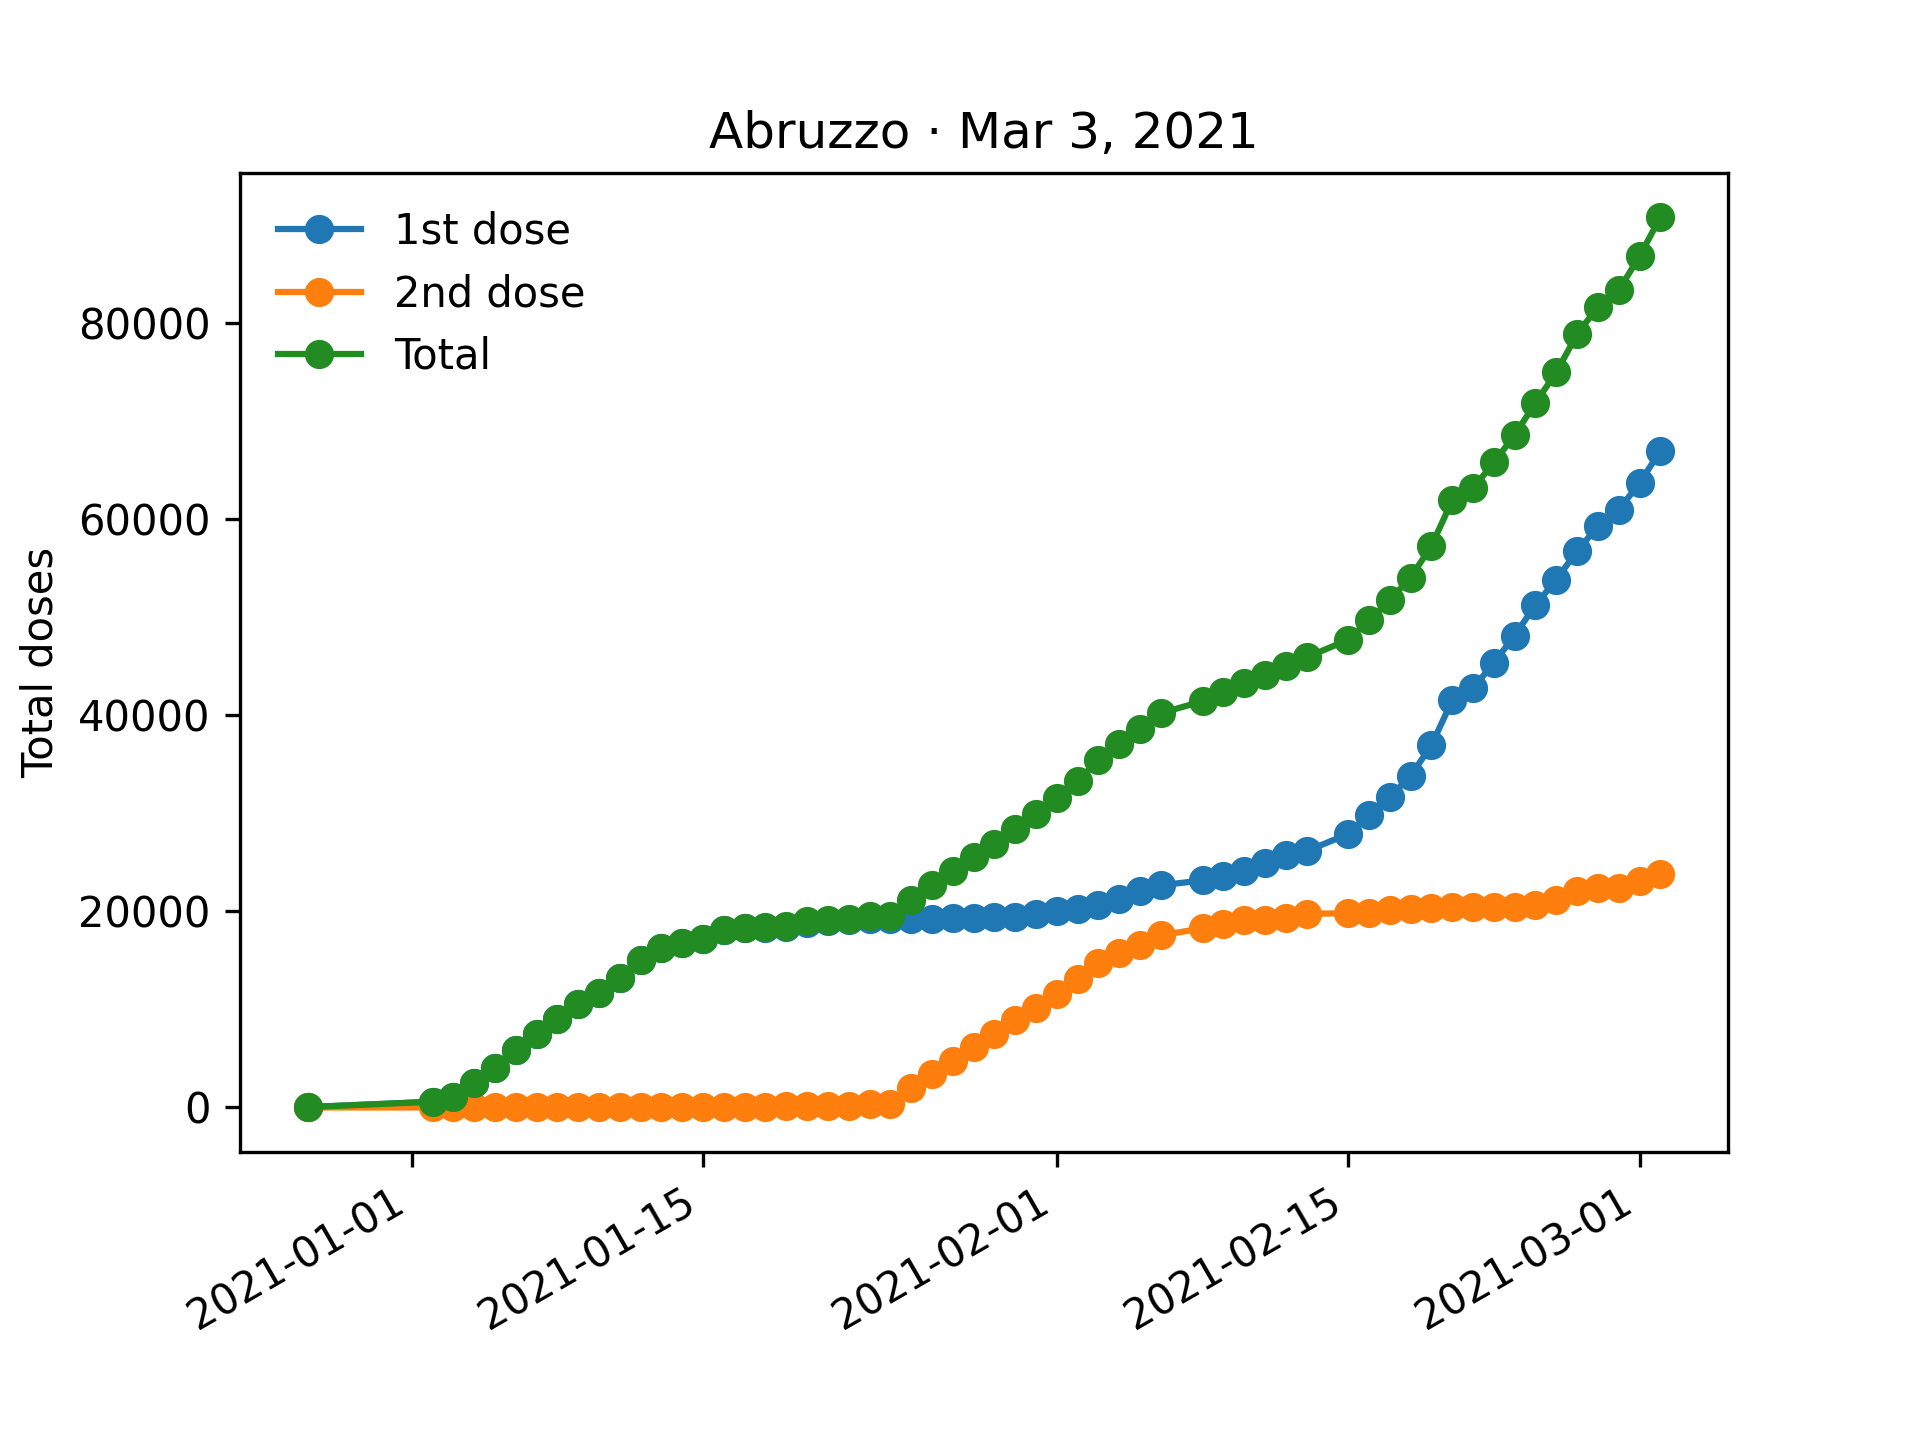 Abruzzo · Mar 3, 2021
1st dose
2nd dose
Total
Total doses
80000
60000
40000
20000
0
2021-01-01
2021-01-15
2021-02-01
2021-02-15
2021-03-01